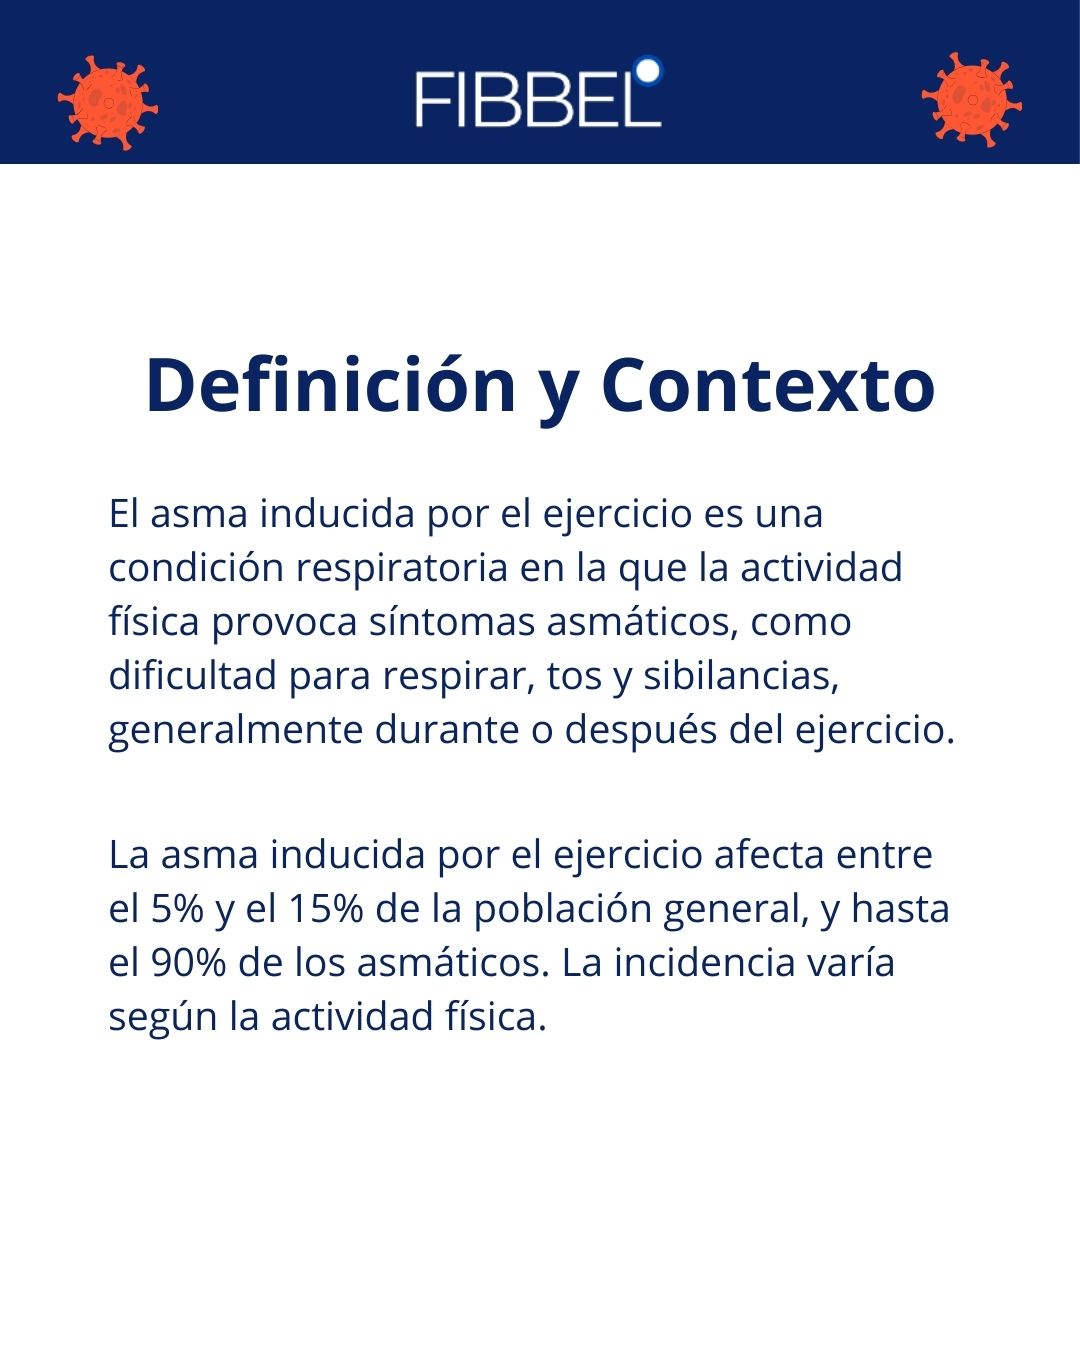 FIBBEL
Definición y Contexto
El asma inducida por el ejercicio es una
condición respiratoria en la que la actividad
física provoca síntomas asmáticos, como
dificultad para respirar, tos y sibilancias,
generalmente durante o después del ejercicio.
La asma inducida por el ejercicio afecta entre
el 5% y el 15% de la población general, y hasta
el 90% de los asmáticos. La incidencia varía
según la actividad física.